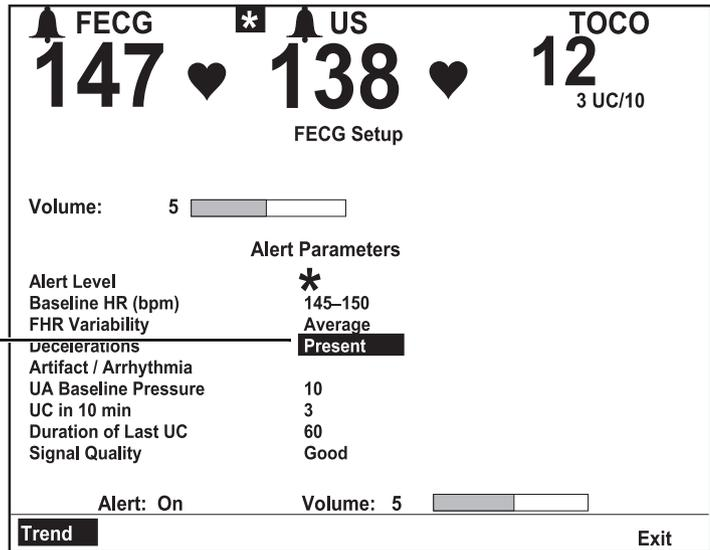 FECG * US TOCO
147 138 12
3 UC/10
FECG Setup
Volume: 5
Alert Parameters
Alert Level *
Baseline HR (bpm) 145–150
FHR Variability Average
Decelerations Present
Artifact / Arrhythmia
UA Baseline Pressure 10
UC in 10 min 3
Duration of Last UC 60
Signal Quality Good
Alert: On Volume: 5
Trend Exit